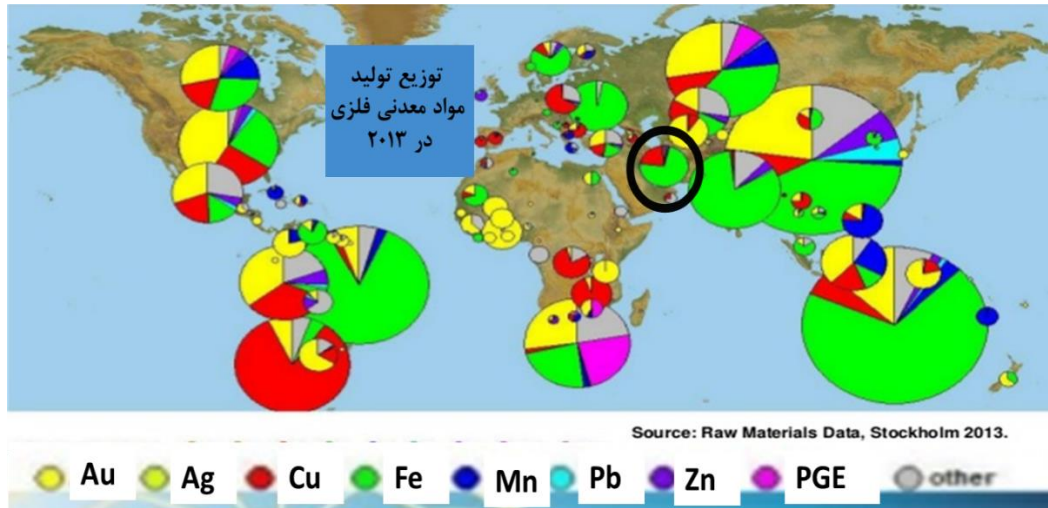 توزیع تولید
مواد معدنی فلزی
در ۲۰۱۳
Source: Raw Materials Data, Stockholm 2013.
Au Ag Cu Fe Mn Pb Zn PGE other